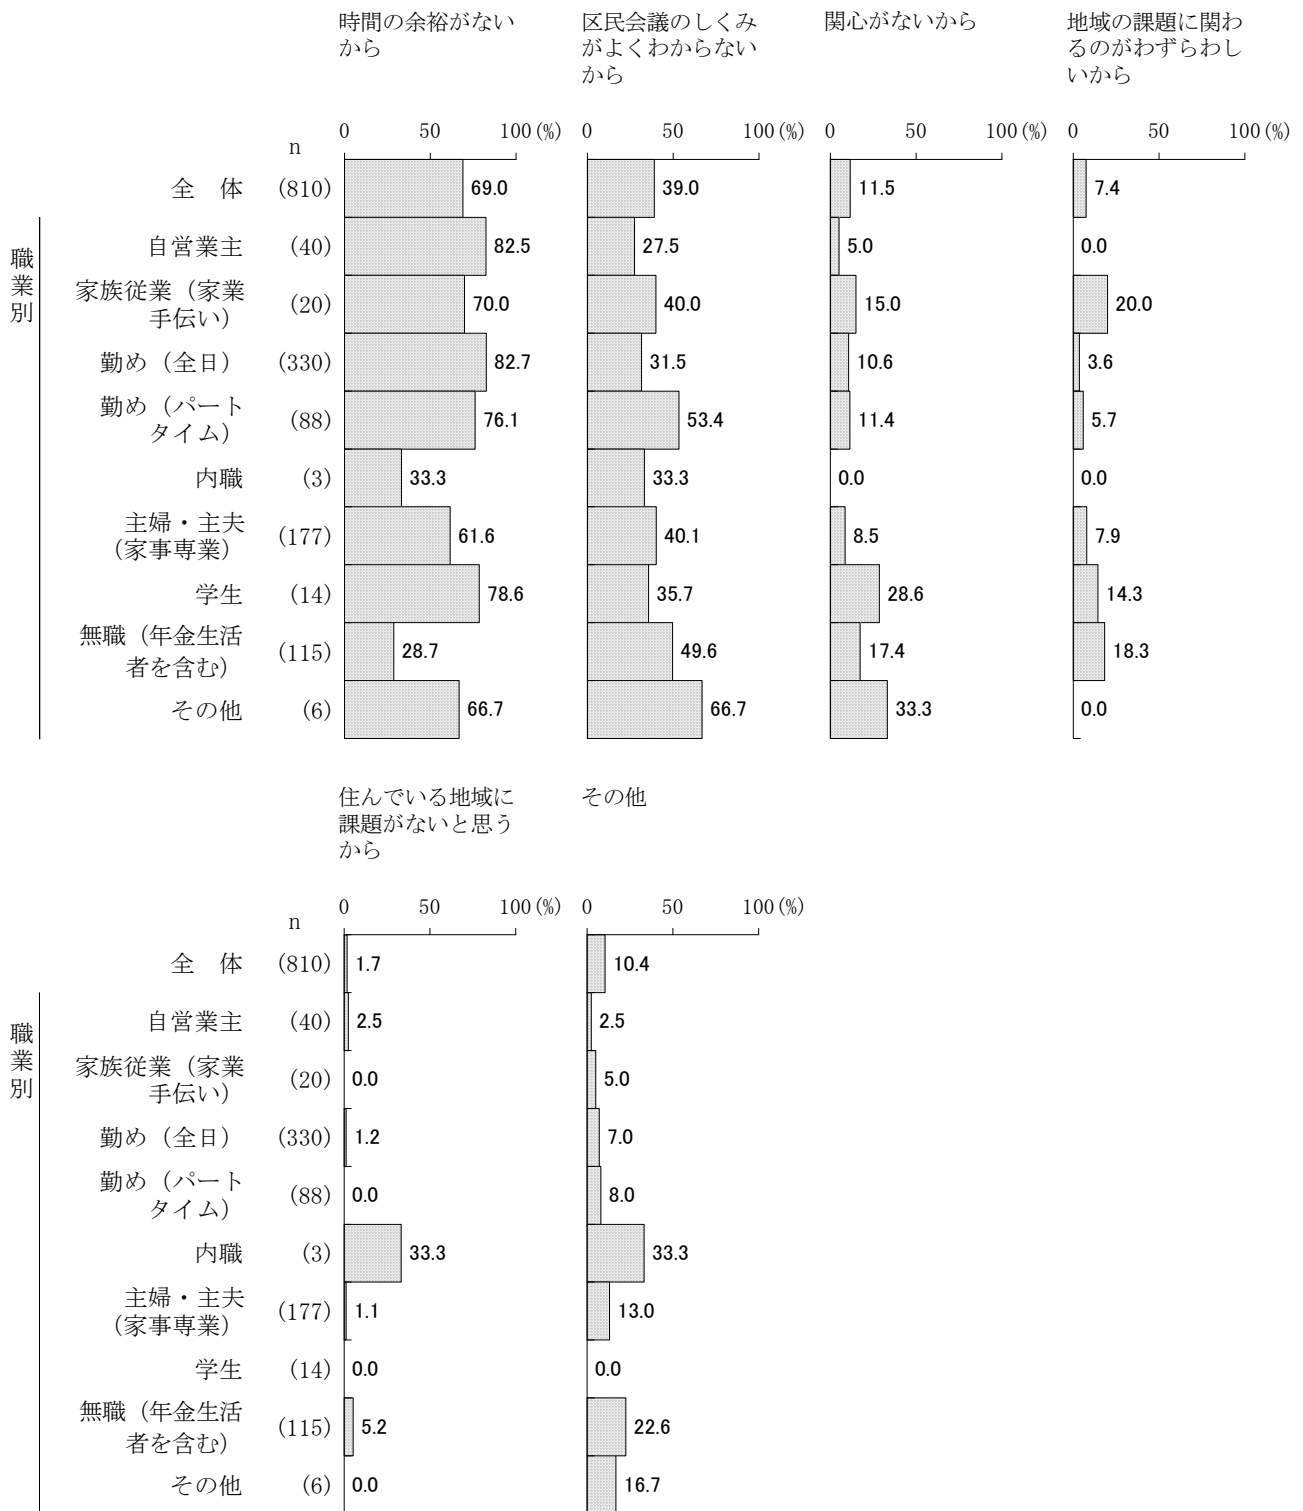 時間の余裕がない
から
区民会議のしくみ
がよくわからない
から
関心がないから
地域の課題に関わ
るのがわずらわし
いから
n
0 50 100(%)
0 50 100(%)
0 50 100(%)
0 50 100(%)
職業別
全 体 (810) 69.0 39.0 11.5 7.4
自営業主 (40) 82.5 27.5 5.0 0.0
家族従業（家業
手伝い） (20) 70.0 40.0 15.0 20.0
勤め（全日） (330) 82.7 31.5 10.6 3.6
勤め（パート
タイム） (88) 76.1 53.4 11.4 5.7
内職 (3) 33.3 33.3 0.0 0.0
主婦・主夫
（家事専業） (177) 61.6 40.1 8.5 7.9
学生 (14) 78.6 35.7 28.6 14.3
無職（年金生活
者を含む） (115) 28.7 49.6 17.4 18.3
その他 (6) 66.7 66.7 33.3 0.0
住んでいる地域に
課題がないと思う
から
その他
n
0 50 100(%)
0 50 100(%)
職業別
全 体 (810) 1.7 10.4
自営業主 (40) 2.5 2.5
家族従業（家業
手伝い） (20) 0.0 5.0
勤め（全日） (330) 1.2 7.0
勤め（パート
タイム） (88) 0.0 8.0
内職 (3) 33.3 33.3
主婦・主夫
（家事専業） (177) 1.1 13.0
学生 (14) 0.0 0.0
無職（年金生活
者を含む） (115) 5.2 22.6
その他 (6) 0.0 16.7